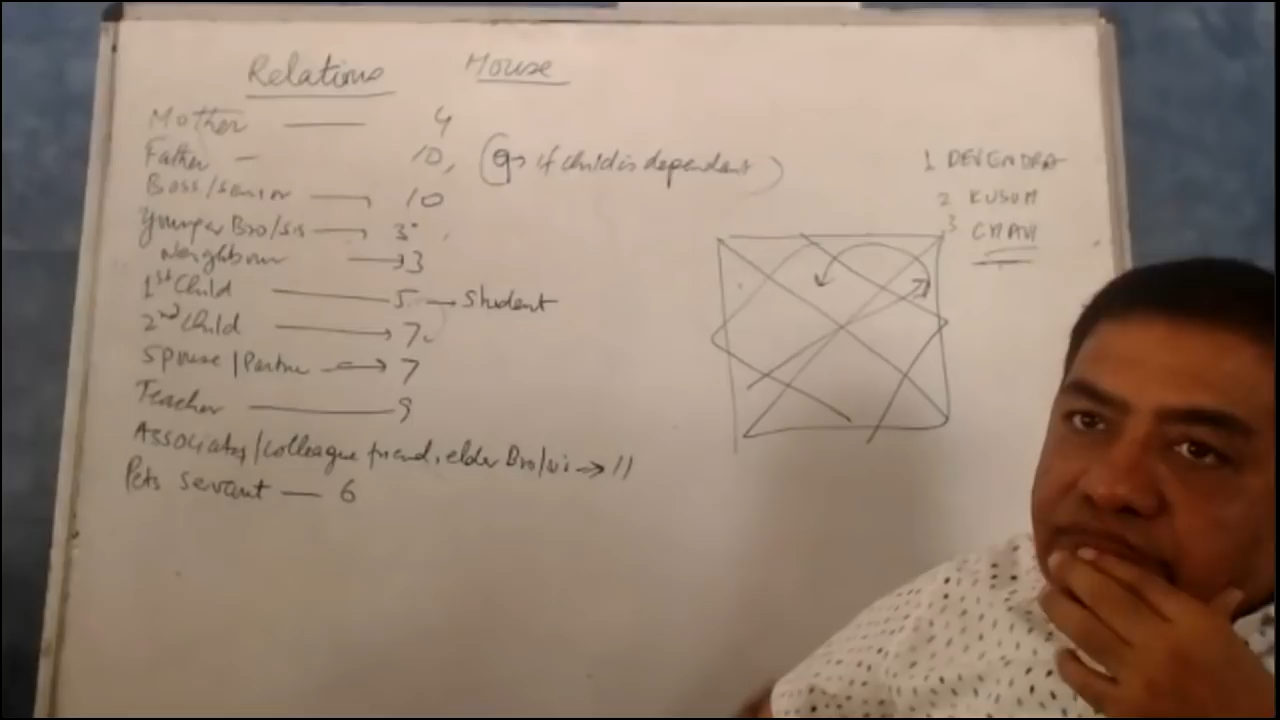 Relations House
Mother — 4
Father — 10, (9→ if child is dependent)
Boss/senior — 10
Younger Bro/sis — 3
Neighbour → 3
1st Child — 5 — Student
2nd Child → 7
Spouse/Partner → 7
Teacher — 9
Associates/Colleague friend, elder Bro/sis → 11
Pets servant — 6
1 DEVENDRA
2 KUSUM
3